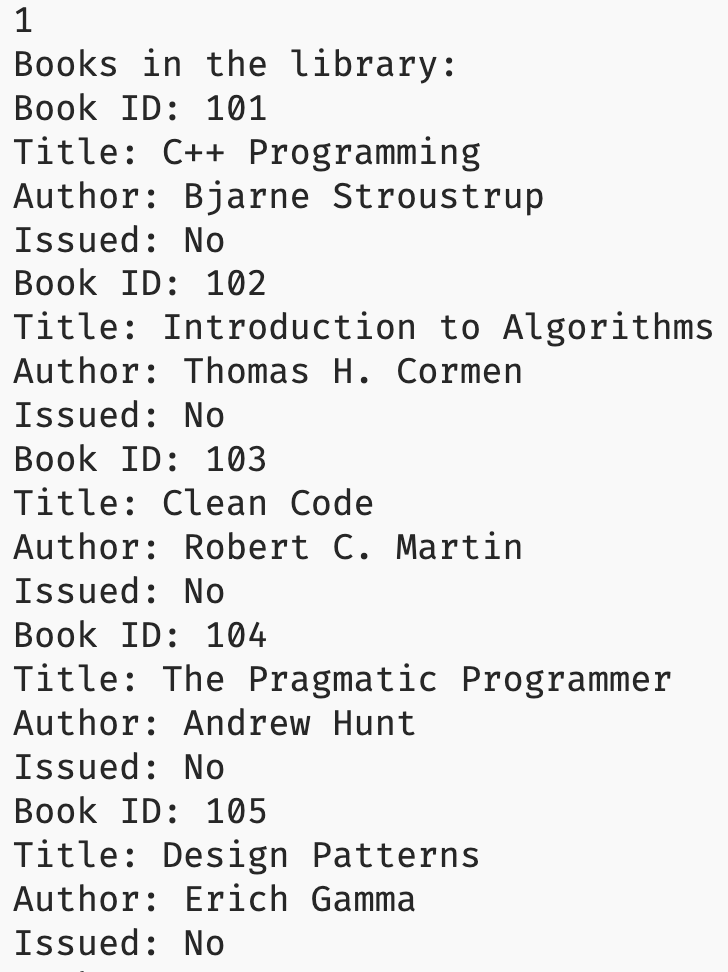 1
Books in the library:
Book ID: 101
Title: C++ Programming
Author: Bjarne Stroustrup
Issued: No
Book ID: 102
Title: Introduction to Algorithms
Author: Thomas H. Cormen
Issued: No
Book ID: 103
Title: Clean Code
Author: Robert C. Martin
Issued: No
Book ID: 104
Title: The Pragmatic Programmer
Author: Andrew Hunt
Issued: No
Book ID: 105
Title: Design Patterns
Author: Erich Gamma
Issued: No